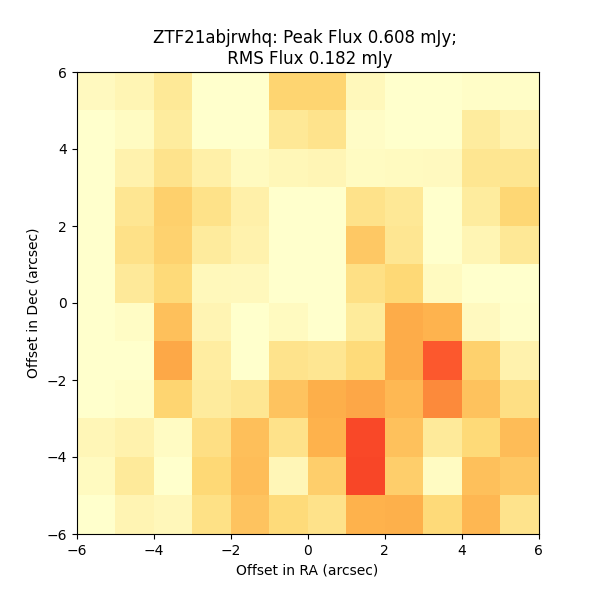 ZTF21abjrwhq: Peak Flux 0.608 mJy;
RMS Flux 0.182 mJy
6
4
2
0
−2
−4
−6
Offset in Dec (arcsec)
−6 −4 −2 0 2 4 6
Offset in RA (arcsec)